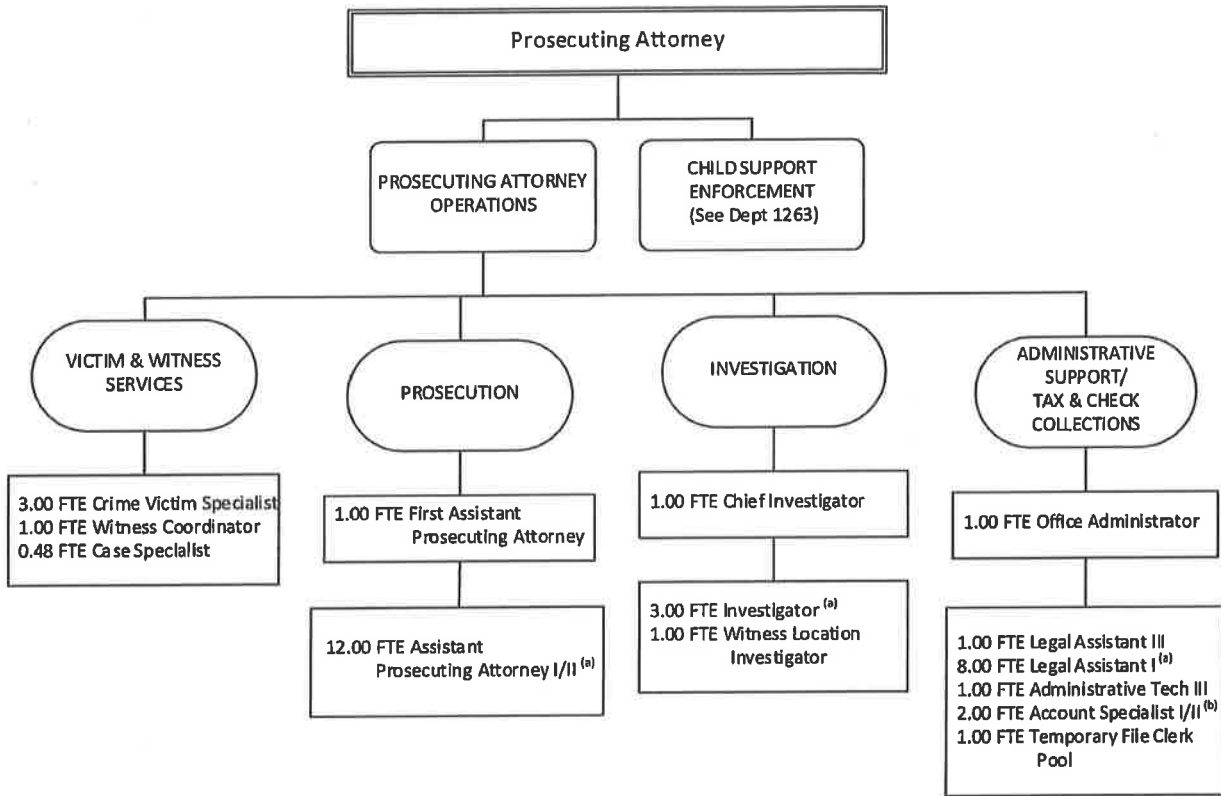 Prosecuting Attorney
PROSECUTING ATTORNEY
OPERATIONS
CHILD SUPPORT
ENFORCEMENT
(See Dept 1263)
VICTIM & WITNESS
SERVICES
PROSECUTION
INVESTIGATION
ADMINISTRATIVE
SUPPORT/
TAX & CHECK
COLLECTIONS
3.00 FTE Crime Victim Specialist
1.00 FTE Witness Coordinator
0.48 FTE Case Specialist
1.00 FTE First Assistant
Prosecuting Attorney
12.00 FTE Assistant
Prosecuting Attorney I/II (a)
1.00 FTE Chief Investigator
3.00 FTE Investigator (a)
1.00 FTE Witness Location
Investigator
1.00 FTE Office Administrator
1.00 FTE Legal Assistant III
8.00 FTE Legal Assistant I (a)
1.00 FTE Administrative Tech III
2.00 FTE Account Specialist I/II (b)
1.00 FTE Temporary File Clerk
Pool